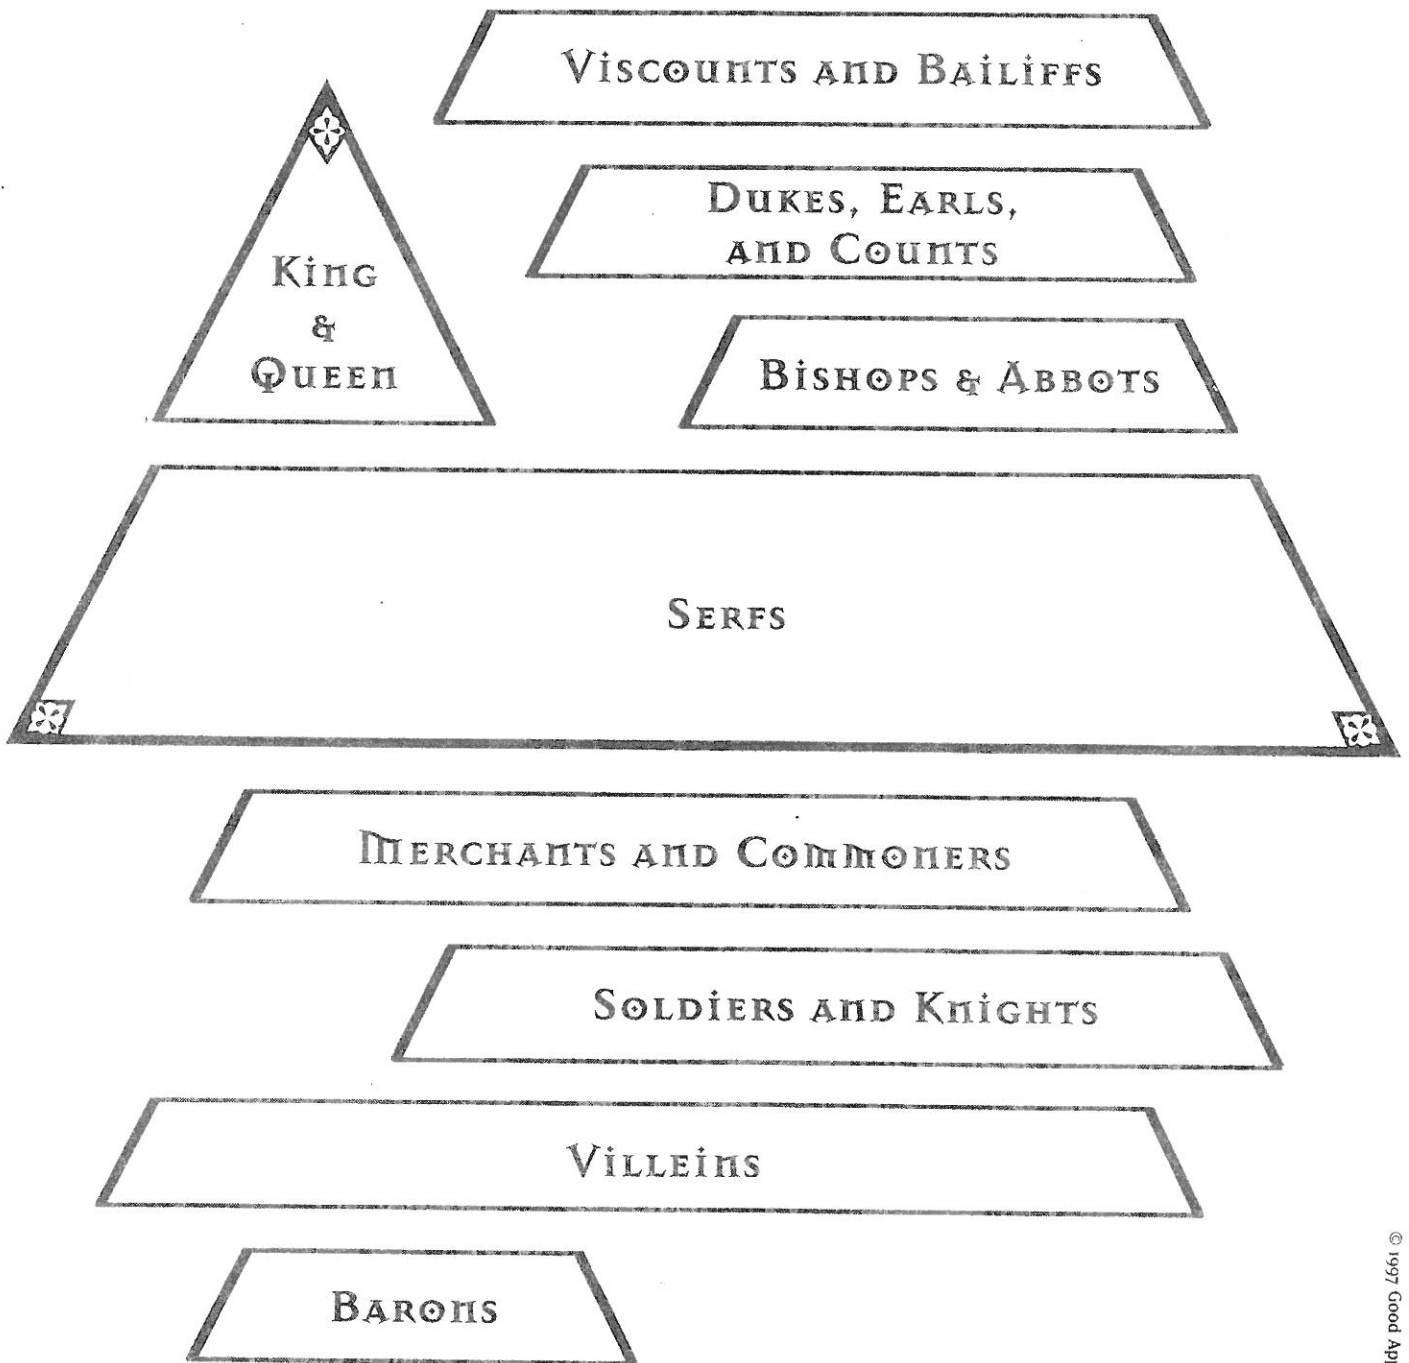 Viscounts and Bailiffs
Dukes, Earls,
and Counts
King
&
Queen
Bishops & Abbots
Serfs
Merchants and Commoners
Soldiers and Knights
Villeins
Barons
© 1997 Good